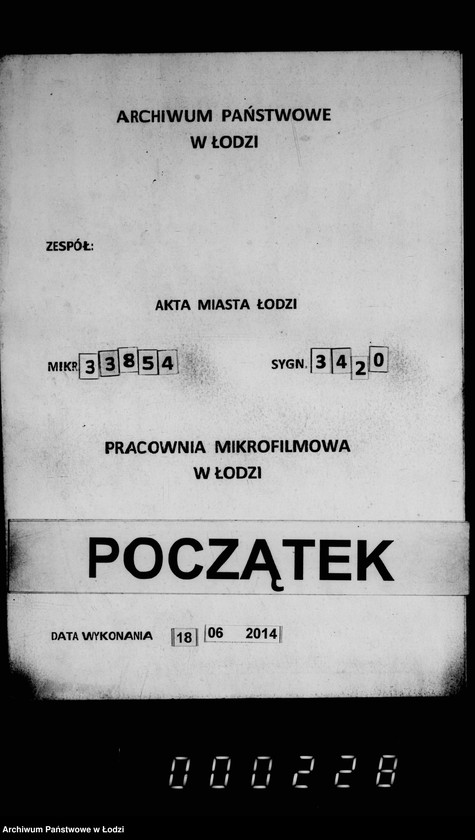 ARCHIWUM PAŃSTWOWE
W ŁODZI
ZESPÓŁ:
AKTA MIASTA ŁODZI
MIKR. 33854 SYGN. 3420
PRACOWNIA MIKROFILMOWA
W ŁODZI
POCZĄTEK
DATA WYKONANIA 18 06 2014
000228
Archiwum Państwowe w Łodzi